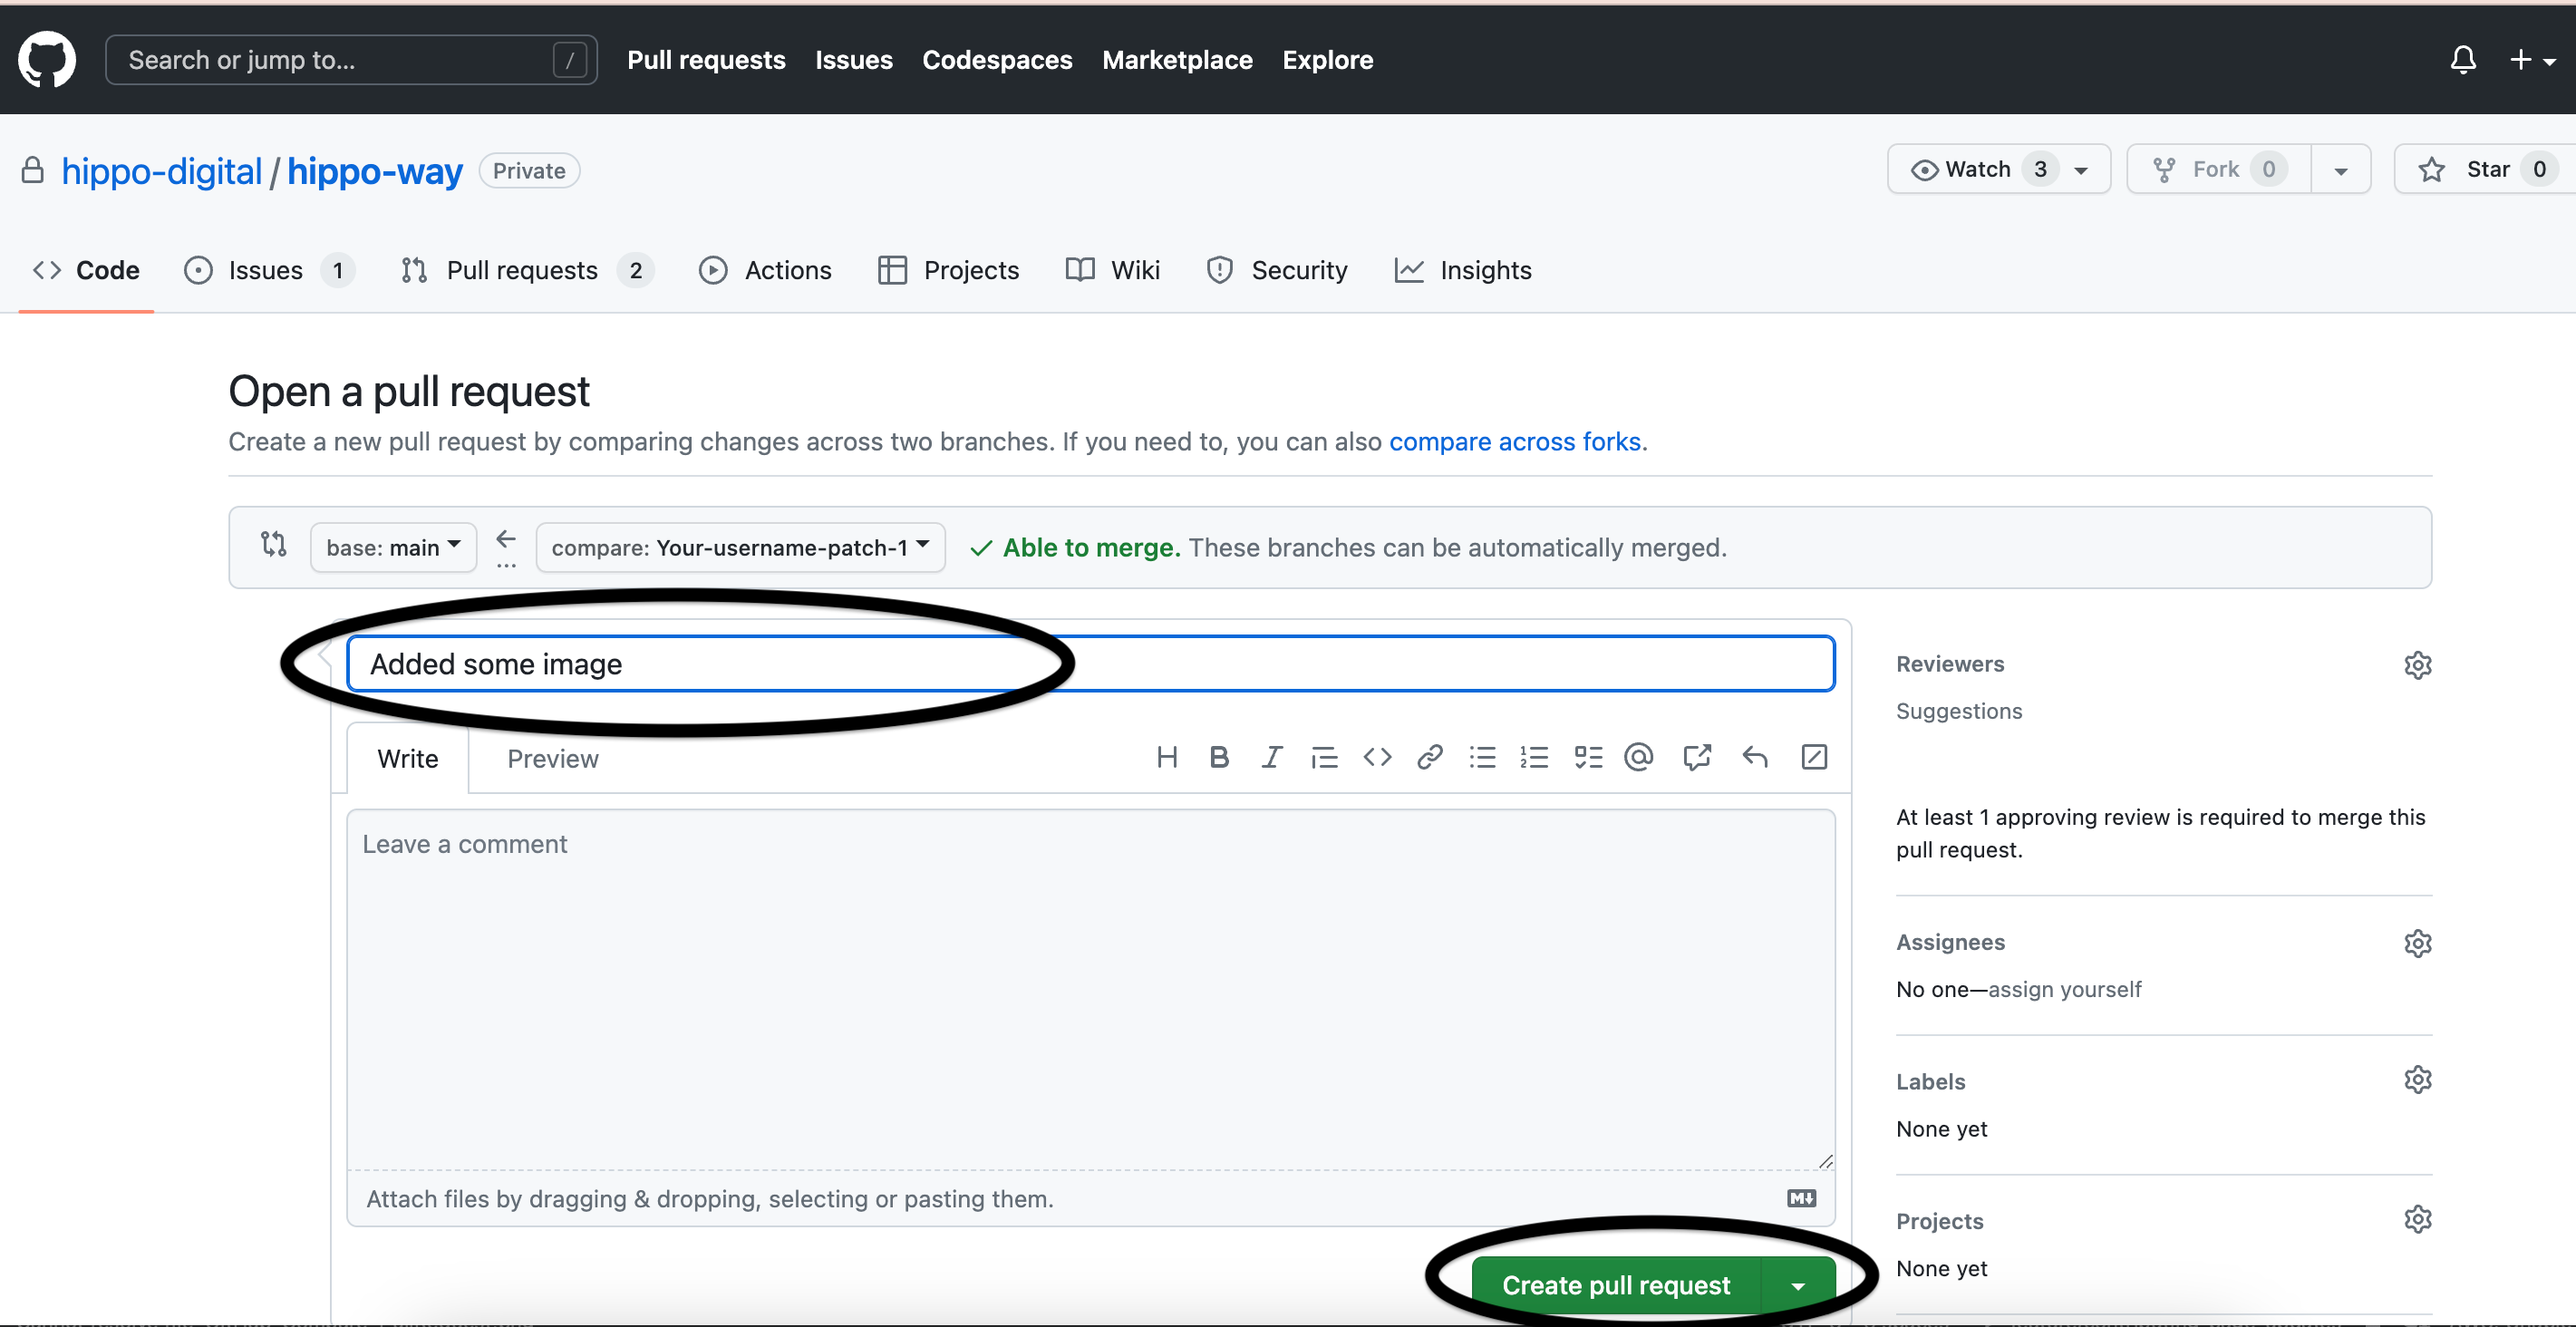 Search or jump to... / Pull requests Issues Codespaces Marketplace Explore
hippo-digital / hippo-way Private Watch 3 Fork 0 Star 0
Code Issues 1 Pull requests 2 Actions Projects Wiki Security Insights
Open a pull request
Create a new pull request by comparing changes across two branches. If you need to, you can also compare across forks.
base: main ... compare: Your-username-patch-1 Able to merge. These branches can be automatically merged.
Added some image
Write Preview
Leave a comment
Attach files by dragging & dropping, selecting or pasting them.
Create pull request
Reviewers
Suggestions
At least 1 approving review is required to merge this
pull request.
Assignees
No one—assign yourself
Labels
None yet
Projects
None yet